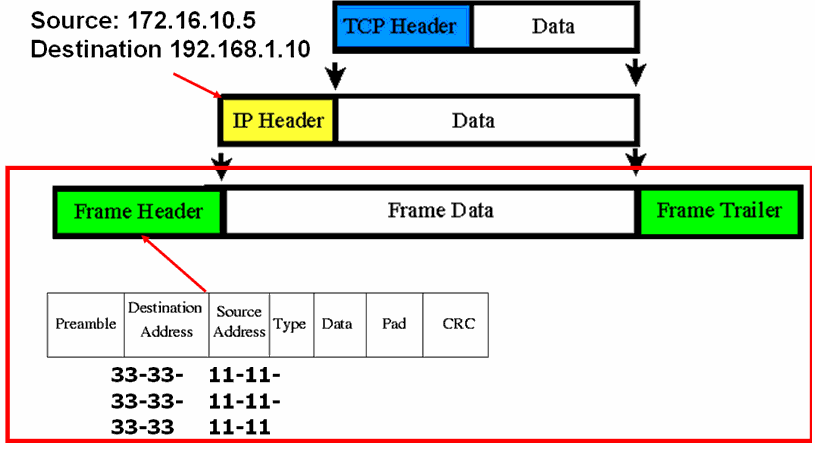 Source: 172.16.10.5
Destination 192.168.1.10
TCP Header Data
IP Header Data
Frame Header Frame Data Frame Trailer
Preamble Destination Address Source Address Type Data Pad CRC
33-33- 11-11-
33-33- 11-11-
33-33 11-11